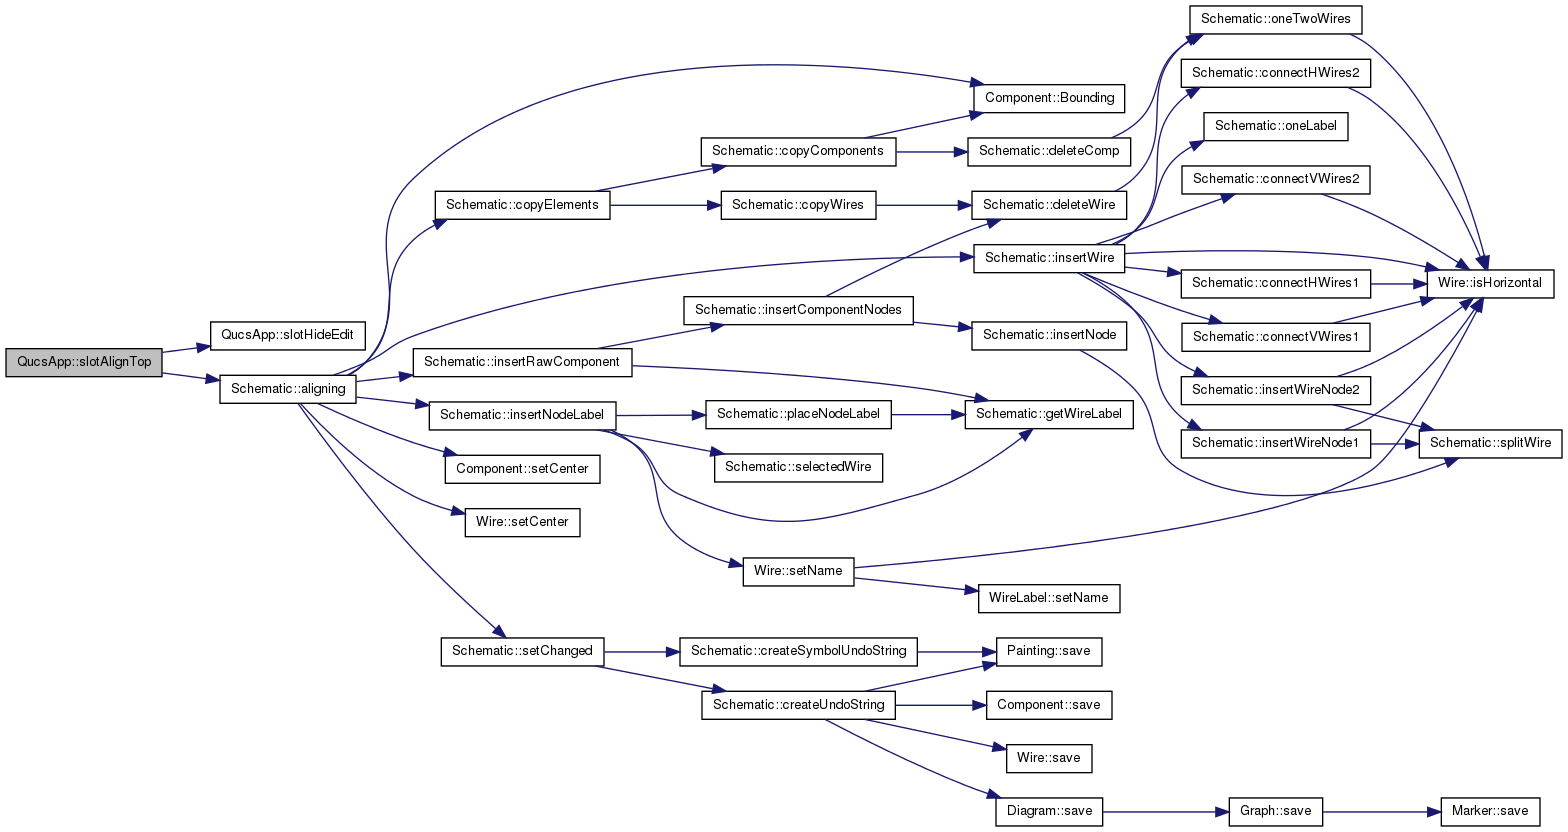 Schematic::oneTwoWires
Schematic::connectHWires2
Component::Bounding
Schematic::oneLabel
Schematic::copyComponents
Schematic::deleteComp
Schematic::connectVWires2
Schematic::copyElements
Schematic::copyWires
Schematic::deleteWire
Schematic::insertWire
Schematic::connectHWires1
Wire::isHorizontal
Schematic::insertComponentNodes
QucsApp::slotHideEdit
Schematic::insertNode
Schematic::connectVWires1
QucsApp::slotAlignTop
Schematic::insertRawComponent
Schematic::aligning
Schematic::insertWireNode2
Schematic::insertNodeLabel
Schematic::placeNodeLabel
Schematic::getWireLabel
Schematic::insertWireNode1
Schematic::splitWire
Component::setCenter
Schematic::selectedWire
Wire::setCenter
Wire::setName
WireLabel::setName
Schematic::setChanged
Schematic::createSymbolUndoString
Painting::save
Schematic::createUndoString
Component::save
Wire::save
Diagram::save
Graph::save
Marker::save